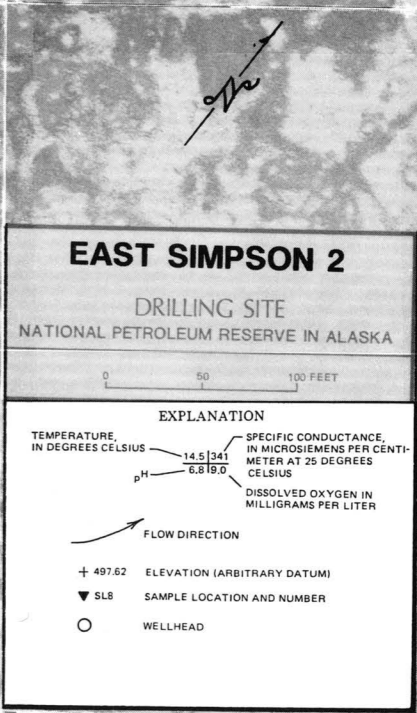 N
EAST SIMPSON 2
DRILLING SITE
NATIONAL PETROLEUM RESERVE IN ALASKA
0 50 100 FEET
EXPLANATION
TEMPERATURE,
IN DEGREES CELSIUS
14.5 341
6.8 9.0
pH
SPECIFIC CONDUCTANCE,
IN MICROSIEMENS PER CENTI-
METER AT 25 DEGREES
CELSIUS
DISSOLVED OXYGEN IN
MILLIGRAMS PER LITER
FLOW DIRECTION
+ 497.62 ELEVATION (ARBITRARY DATUM)
▼ SL8 SAMPLE LOCATION AND NUMBER
WELLHEAD